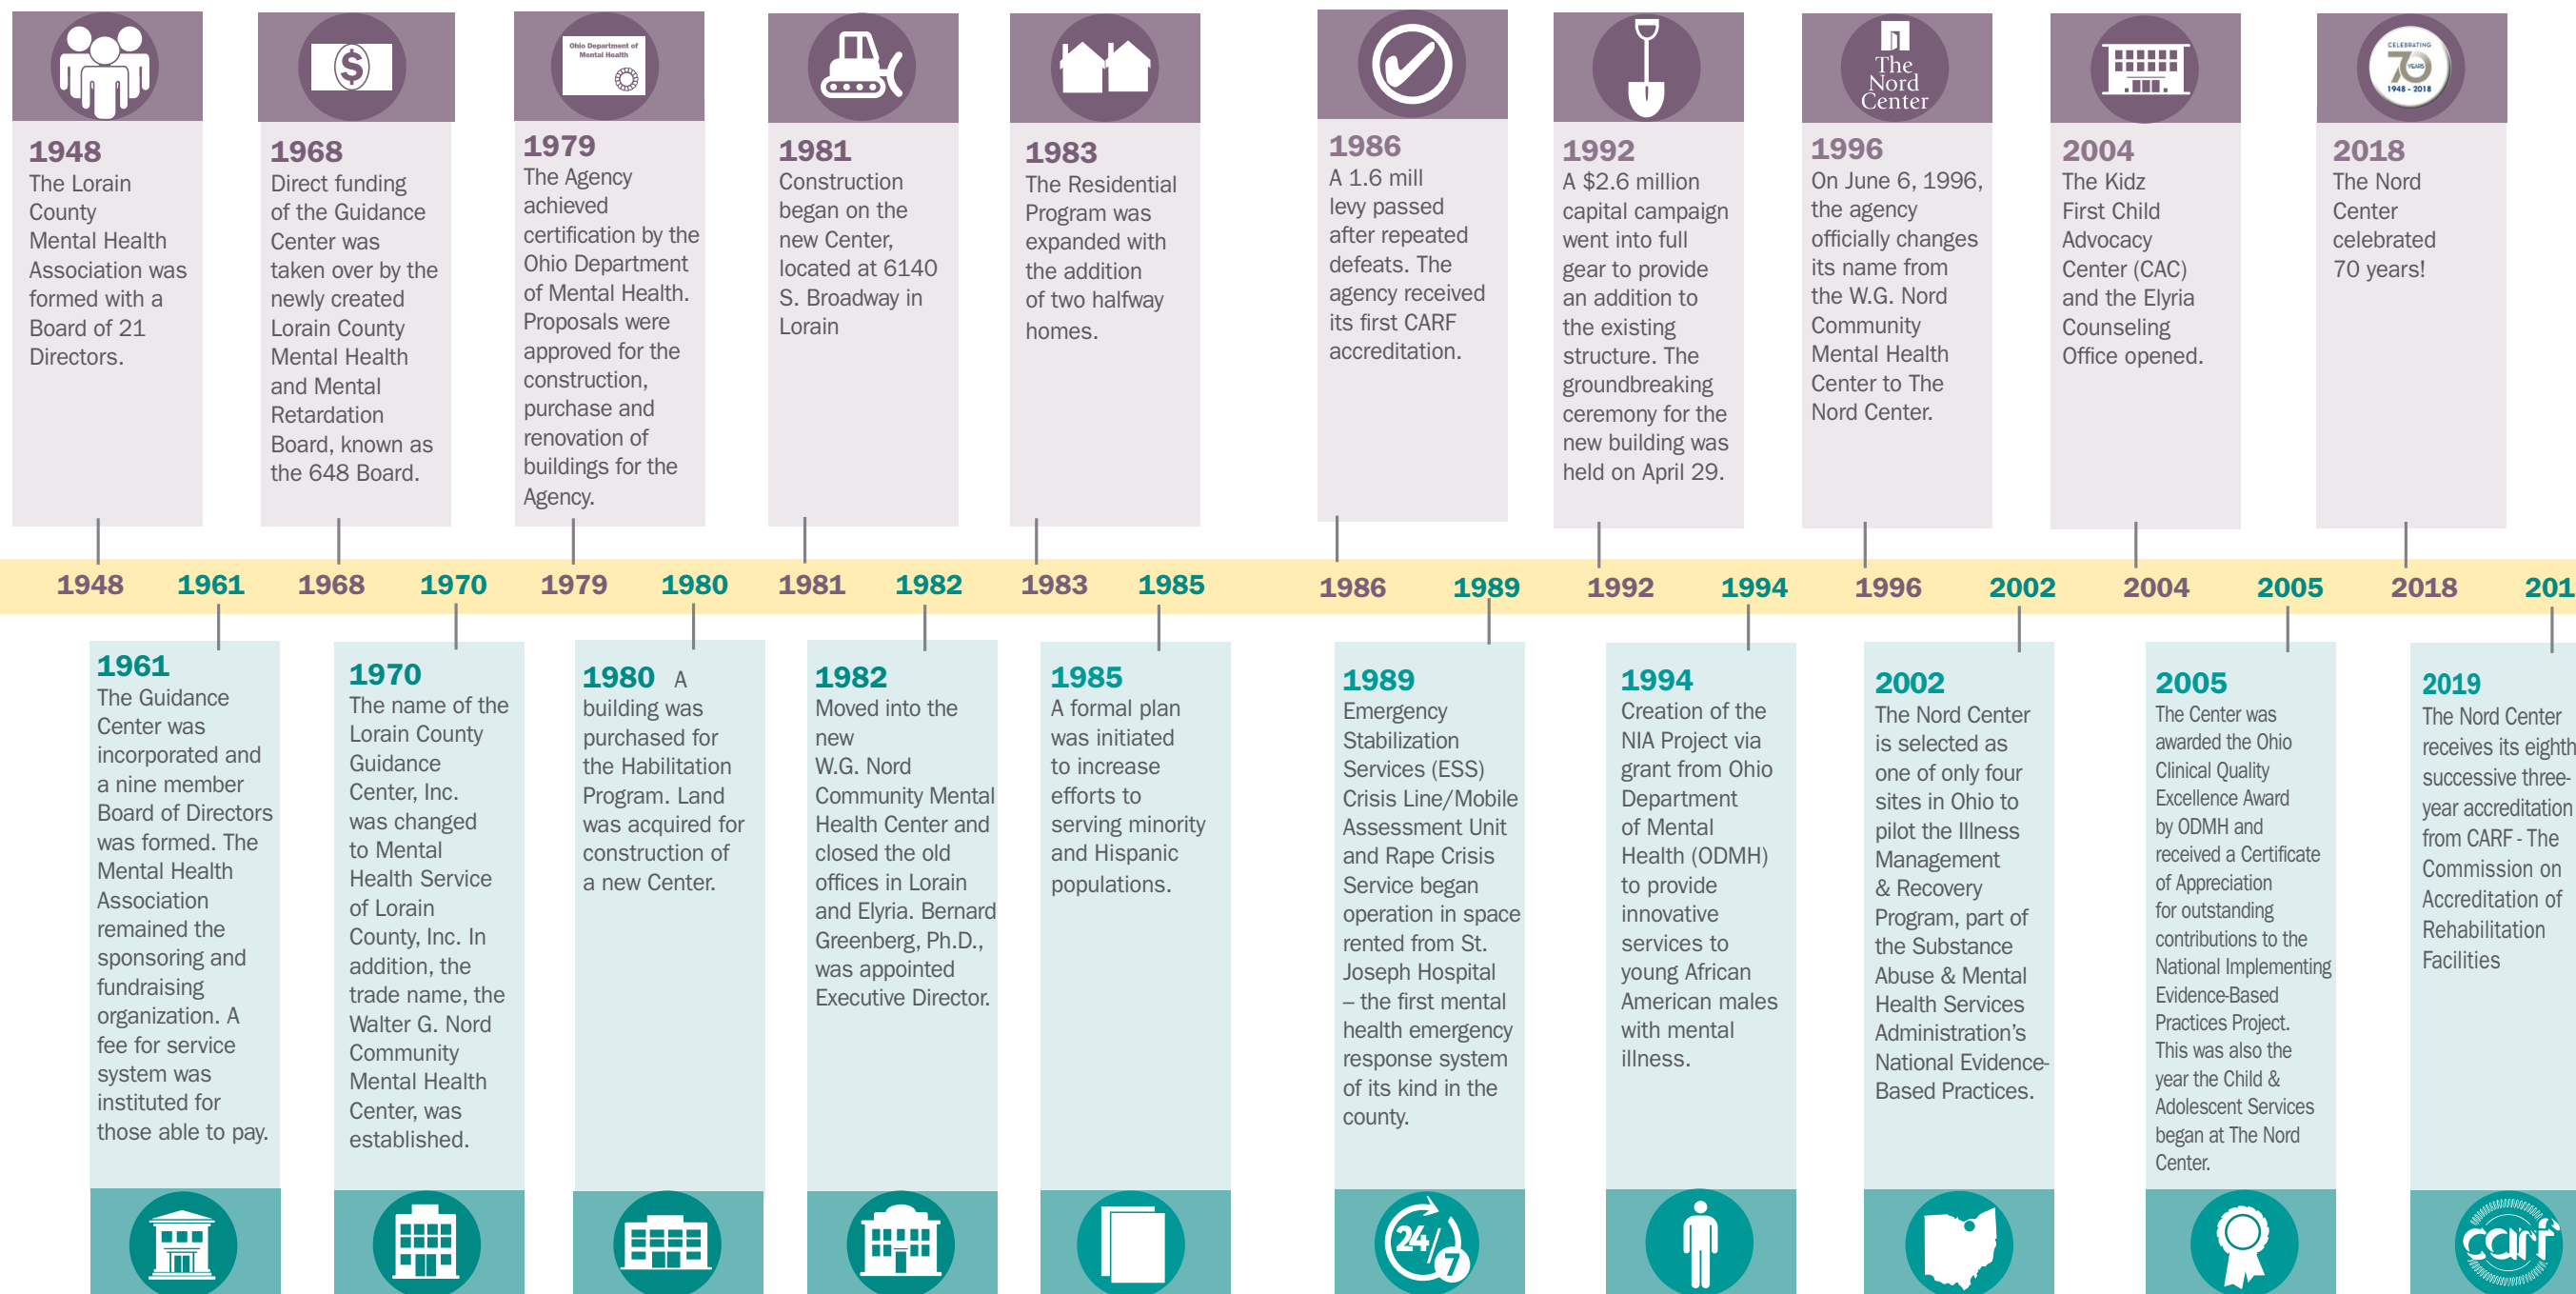 Ohio Department of
Mental Health
The
Nord
Center
CELEBRATING
70
YEARS
1948 - 2018
1948
The Lorain
County
Mental Health
Association was
formed with a
Board of 21
Directors.
1968
Direct funding
of the Guidance
Center was
taken over by the
newly created
Lorain County
Mental Health
and Mental
Retardation
Board, known as
the 648 Board.
1979
The Agency
achieved
certification by the
Ohio Department
of Mental Health.
Proposals were
approved for the
construction,
purchase and
renovation of
buildings for the
Agency.
1981
Construction
began on the
new Center,
located at 6140
S. Broadway in
Lorain
1983
The Residential
Program was
expanded with
the addition
of two halfway
homes.
1986
A 1.6 mill
levy passed
after repeated
defeats. The
agency received
its first CARF
accreditation.
1992
A $2.6 million
capital campaign
went into full
gear to provide
an addition to
the existing
structure. The
groundbreaking
ceremony for the
new building was
held on April 29.
1996
On June 6, 1996,
the agency
officially changes
its name from
the W.G. Nord
Community
Mental Health
Center to The
Nord Center.
2004
The Kidz
First Child
Advocacy
Center (CAC)
and the Elyria
Counseling
Office opened.
2018
The Nord
Center
celebrated
70 years!
1948 1961 1968 1970 1979 1980 1981 1982 1983 1985 1986 1989 1992 1994 1996 2002 2004 2005 2018 201
1961
The Guidance
Center was
incorporated and
a nine member
Board of Directors
was formed. The
Mental Health
Association
remained the
sponsoring and
fundraising
organization. A
fee for service
system was
instituted for
those able to pay.
1970
The name of the
Lorain County
Guidance
Center, Inc.
was changed
to Mental
Health Service
of Lorain
County, Inc. In
addition, the
trade name, the
Walter G. Nord
Community
Mental Health
Center, was
established.
1980 A
building was
purchased for
the Habilitation
Program. Land
was acquired for
construction of
a new Center.
1982
Moved into the
new
W.G. Nord
Community Mental
Health Center and
closed the old
offices in Lorain
and Elyria. Bernard
Greenberg, Ph.D.,
was appointed
Executive Director.
1985
A formal plan
was initiated
to increase
efforts to
serving minority
and Hispanic
populations.
1989
Emergency
Stabilization
Services (ESS)
Crisis Line/Mobile
Assessment Unit
and Rape Crisis
Service began
operation in space
rented from St.
Joseph Hospital
– the first mental
health emergency
response system
of its kind in the
county.
1994
Creation of the
NIA Project via
grant from Ohio
Department
of Mental
Health (ODMH)
to provide
innovative
services to
young African
American males
with mental
illness.
2002
The Nord Center
is selected as
one of only four
sites in Ohio to
pilot the Illness
Management
& Recovery
Program, part of
the Substance
Abuse & Mental
Health Services
Administration’s
National Evidence-
Based Practices.
2005
The Center was
awarded the Ohio
Clinical Quality
Excellence Award
by ODMH and
received a Certificate
of Appreciation
for outstanding
contributions to the
National Implementing
Evidence-Based
Practices Project.
This was also the
year the Child &
Adolescent Services
began at The Nord
Center.
2019
The Nord Center
receives its eighth
successive three-
year accreditation
from CARF - The
Commission on
Accreditation of
Rehabilitation
Facilities
24/7
carf